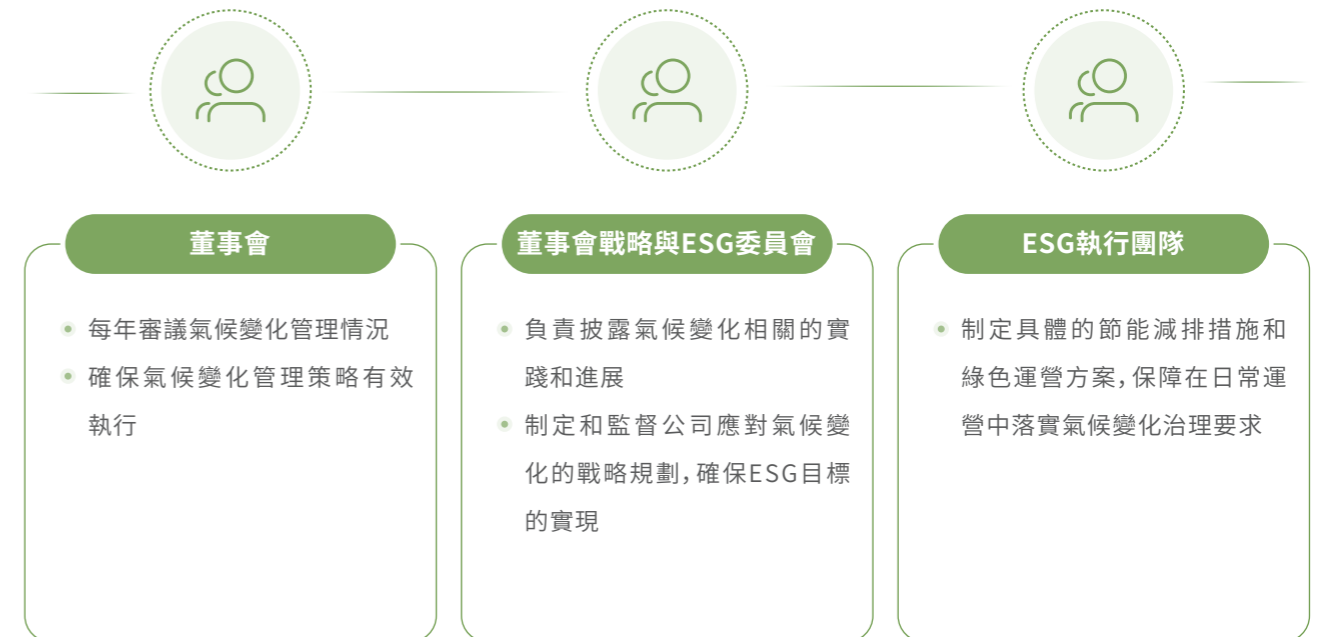 董事會
每年審議氣候變化管理情況
確保氣候變化管理策略有效
執行
董事會戰略與ESG委員會
負責披露氣候變化相關的實
踐和進展
制定和監督公司應對氣候變
化的戰略規劃，確保ESG目標
的實現
ESG執行團隊
制定具體的節能減排措施和
綠色運營方案，保障在日常運
營中落實氣候變化治理要求